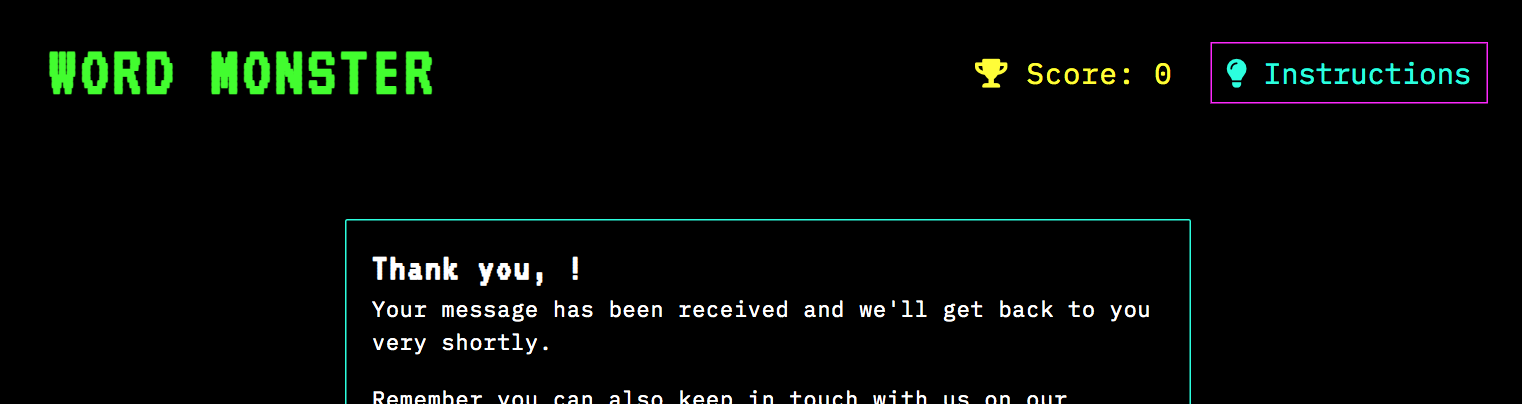 WORD MONSTER
Score: 0
Instructions
Thank you, !
Your message has been received and we'll get back to you
very shortly.
Remember you can also keep in touch with us on our